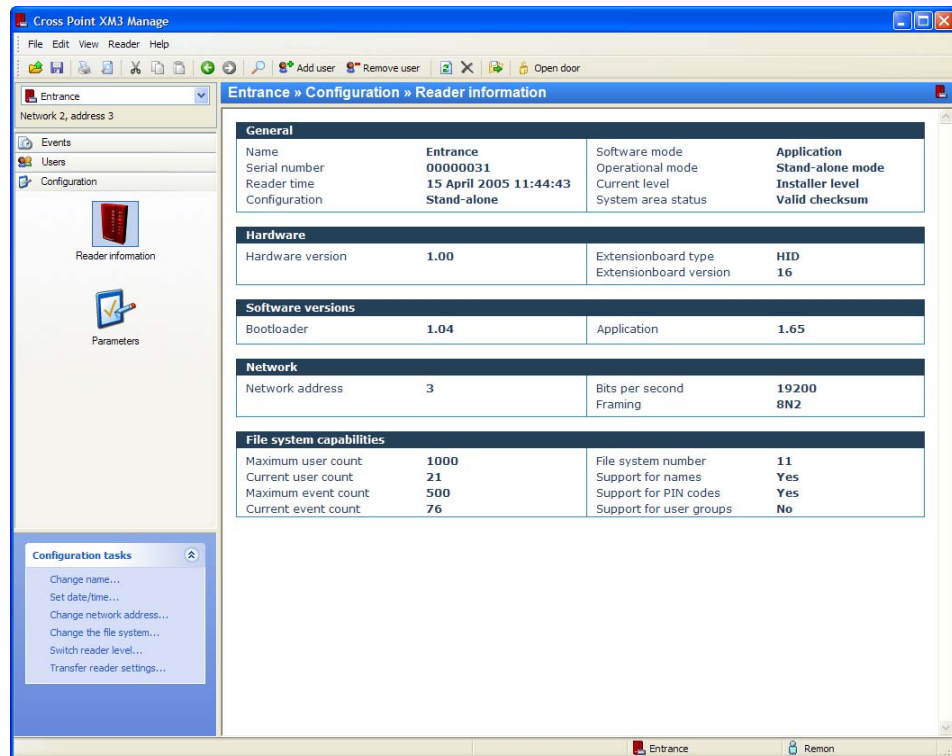 Cross Point XM3 Manage
File Edit View Reader Help
Add user Remove user Open door
Entrance
Network 2, address 3
Events
Users
Configuration
Reader information
Parameters
Configuration tasks
Change name...
Set date/time...
Change network address...
Change the file system...
Switch reader level...
Transfer reader settings...
Entrance » Configuration » Reader information
General
Name Entrance Software mode Application
Serial number 00000031 Operational mode Stand-alone mode
Reader time 15 April 2005 11:44:43 Current level Installer level
Configuration Stand-alone System area status Valid checksum
Hardware
Hardware version 1.00 Extensionboard type HID
Extensionboard version 16
Software versions
Bootloader 1.04 Application 1.65
Network
Network address 3 Bits per second 19200
Framing 8N2
File system capabilities
Maximum user count 1000 File system number 11
Current user count 21 Support for names Yes
Maximum event count 500 Support for PIN codes Yes
Current event count 76 Support for user groups No
Entrance Remon